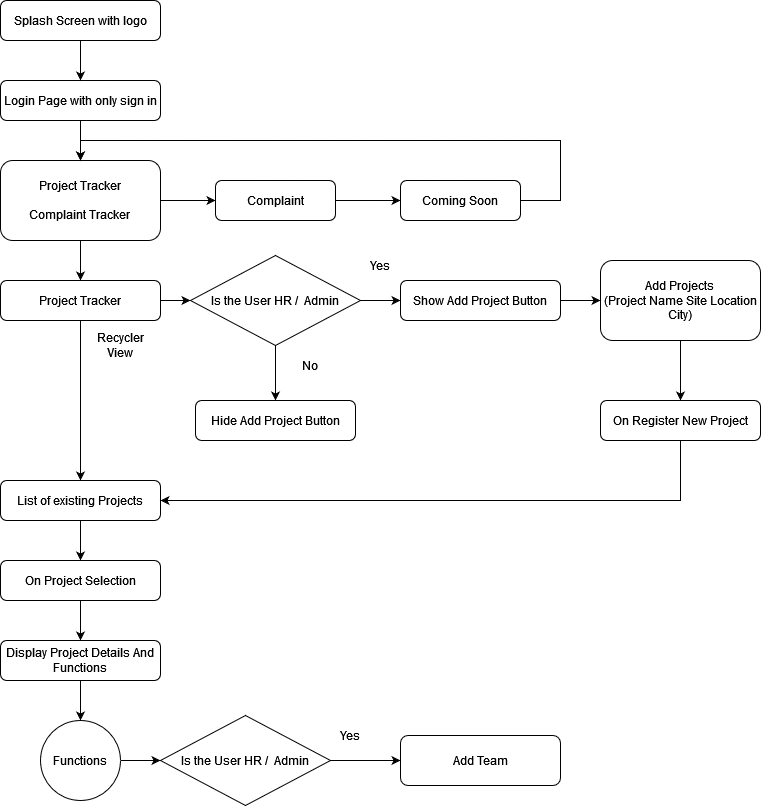 Splash Screen with logo
Login Page with only sign in
Project Tracker
Complaint Tracker
Complaint
Coming Soon
Project Tracker
Is the User HR / Admin
Yes
Show Add Project Button
Add Projects
(Project Name Site Location
City)
Recycler
View
No
Hide Add Project Button
On Register New Project
List of existing Projects
On Project Selection
Display Project Details And
Functions
Functions
Is the User HR / Admin
Yes
Add Team